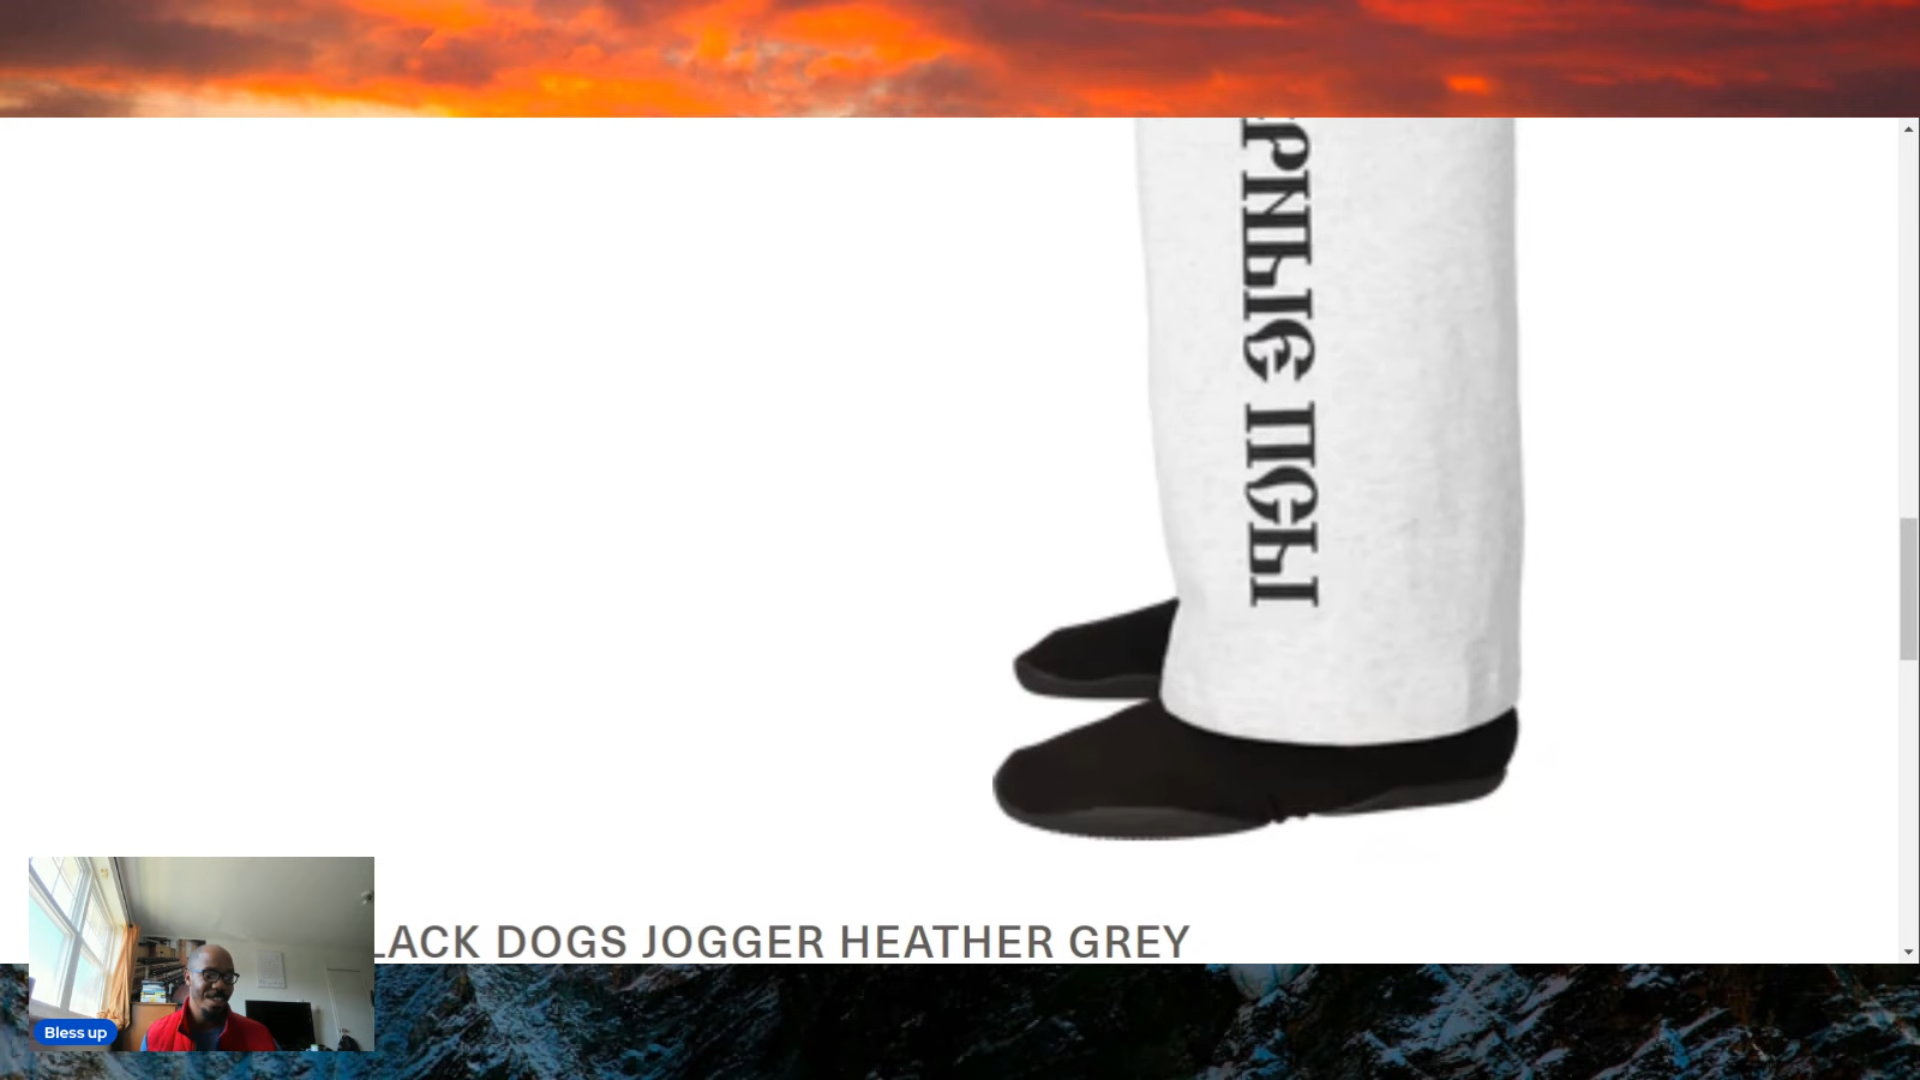 РНЫЕ ПСЫ
LACK DOGS JOGGER HEATHER GREY
Bless up